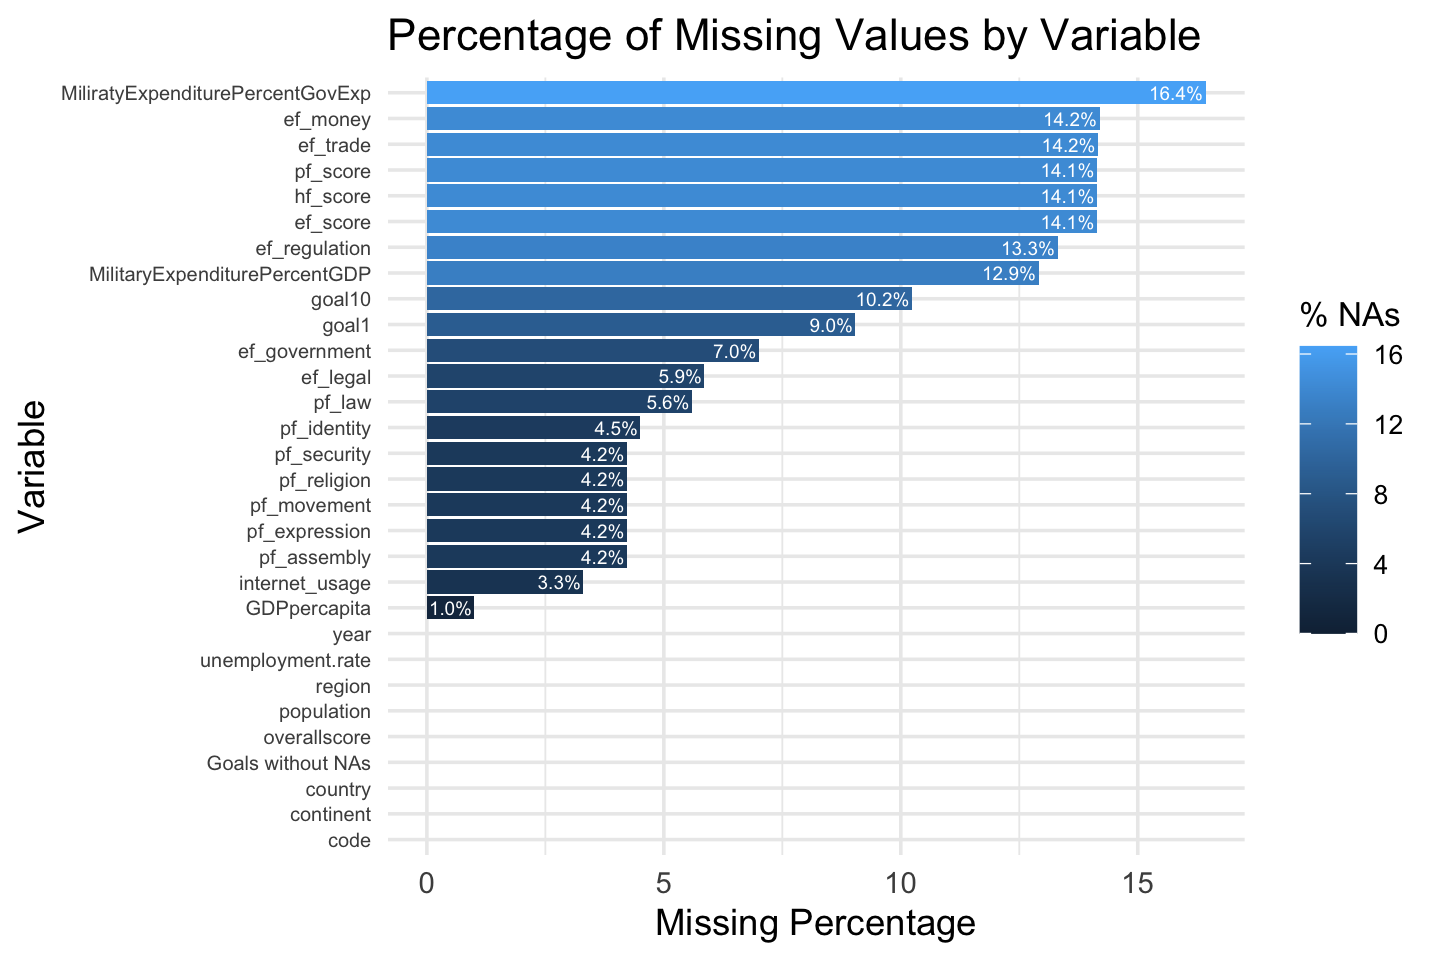 Percentage of Missing Values by Variable
MiliratyExpenditurePercentGovExp 16.4%
ef_money 14.2%
ef_trade 14.2%
pf_score 14.1%
hf_score 14.1%
ef_score 14.1%
ef_regulation 13.3%
MilitaryExpenditurePercentGDP 12.9%
goal10 10.2%
goal1 9.0%
ef_government 7.0%
ef_legal 5.9%
pf_law 5.6%
pf_identity 4.5%
pf_security 4.2%
pf_religion 4.2%
pf_movement 4.2%
pf_expression 4.2%
pf_assembly 4.2%
internet_usage 3.3%
GDPpercapita 1.0%
year
unemployment.rate
region
population
overallscore
Goals without NAs
country
continent
code
Variable
0 5 10 15
Missing Percentage
% NAs
16
12
8
4
0